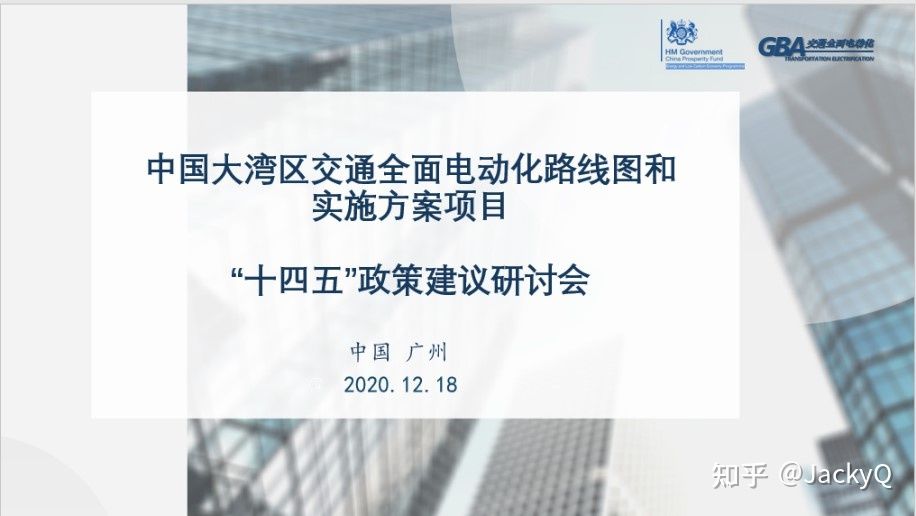 HM Government
China Prosperity Fund
Energy and Low Carbon Economy Programme
GBA 交通全面电动化
TRANSPORTATION ELECTRIFICATION
中国大湾区交通全面电动化路线图和
实施方案项目
“十四五”政策建议研讨会
中国 广州
2020.12.18
知乎 @JackyQ